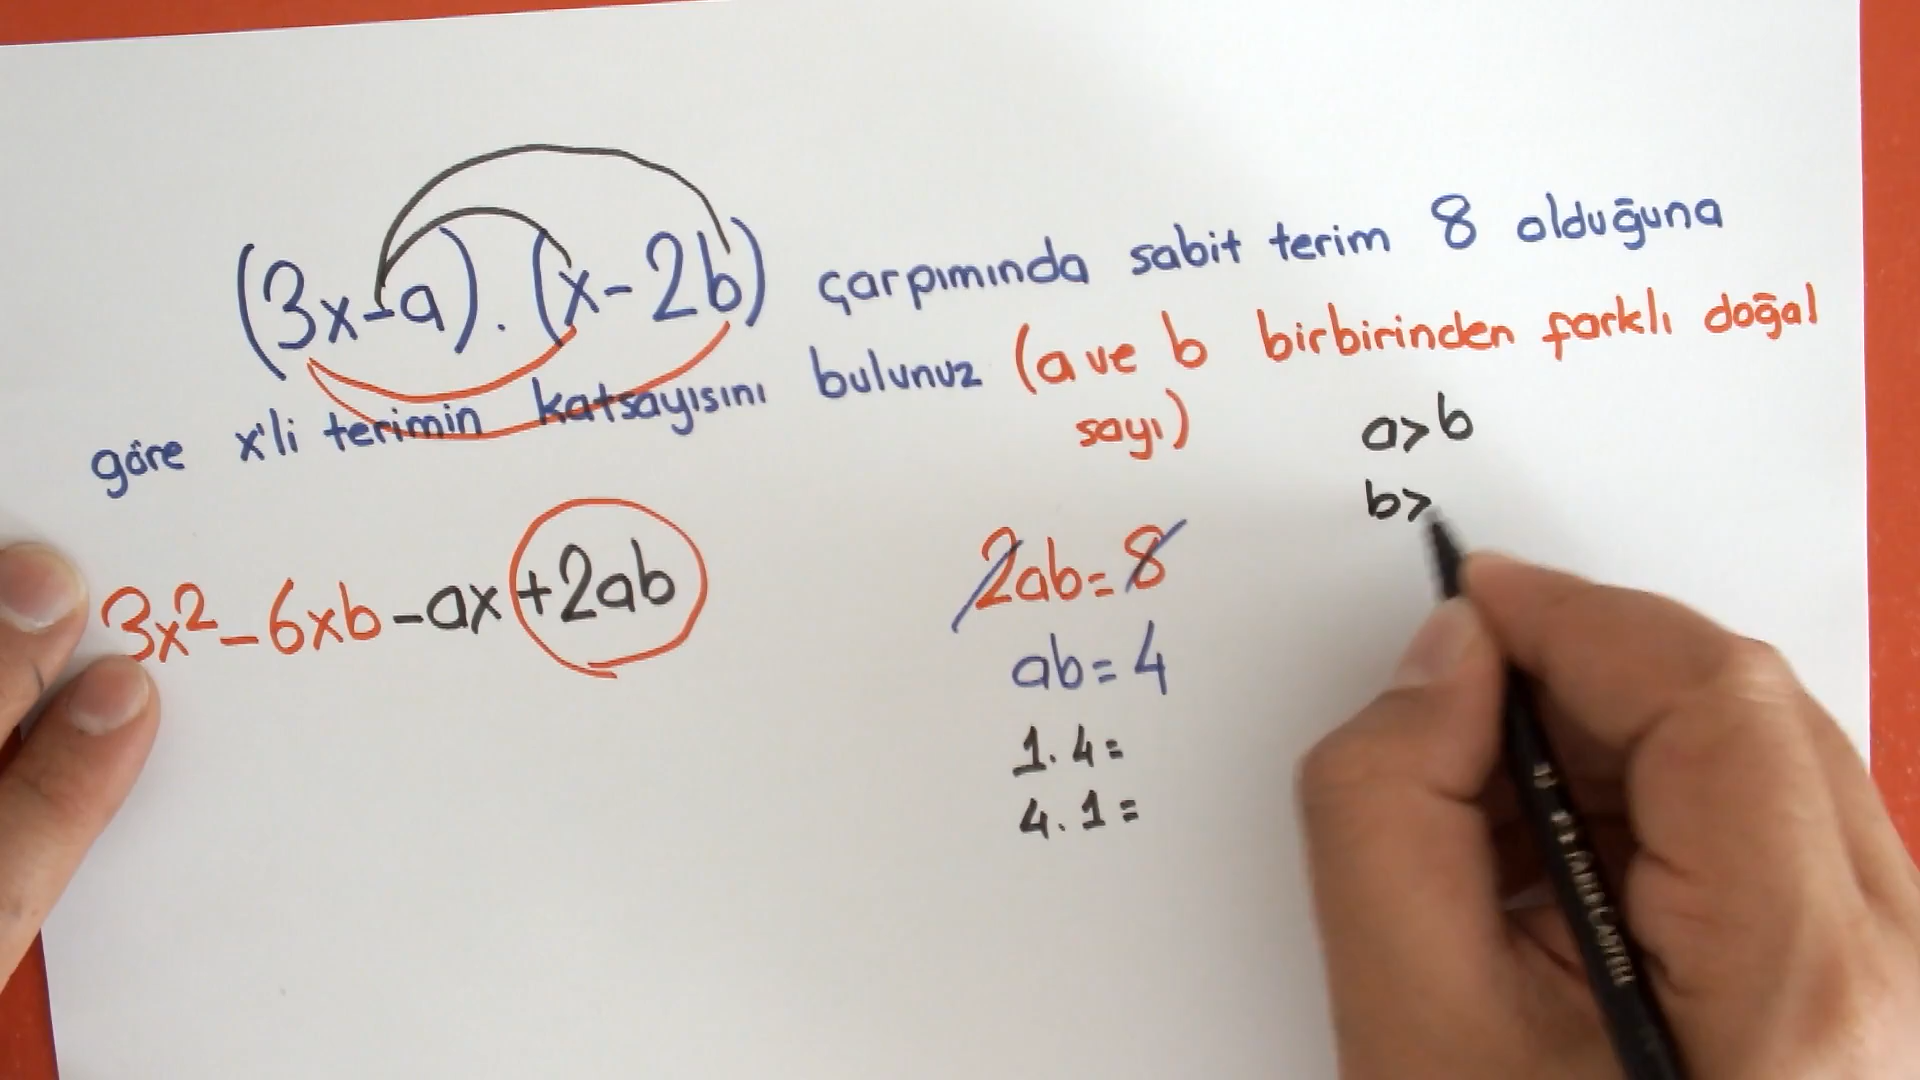 (3x-a).(x-2b) çarpımında sabit terim 8 olduğuna
göre x'li terimin katsayısını bulunuz (a ve b birbirinden farklı doğal
sayı)
a>b
b>
3x²-6xb-ax+2ab
2ab=8
ab=4
1.4=
4.1=